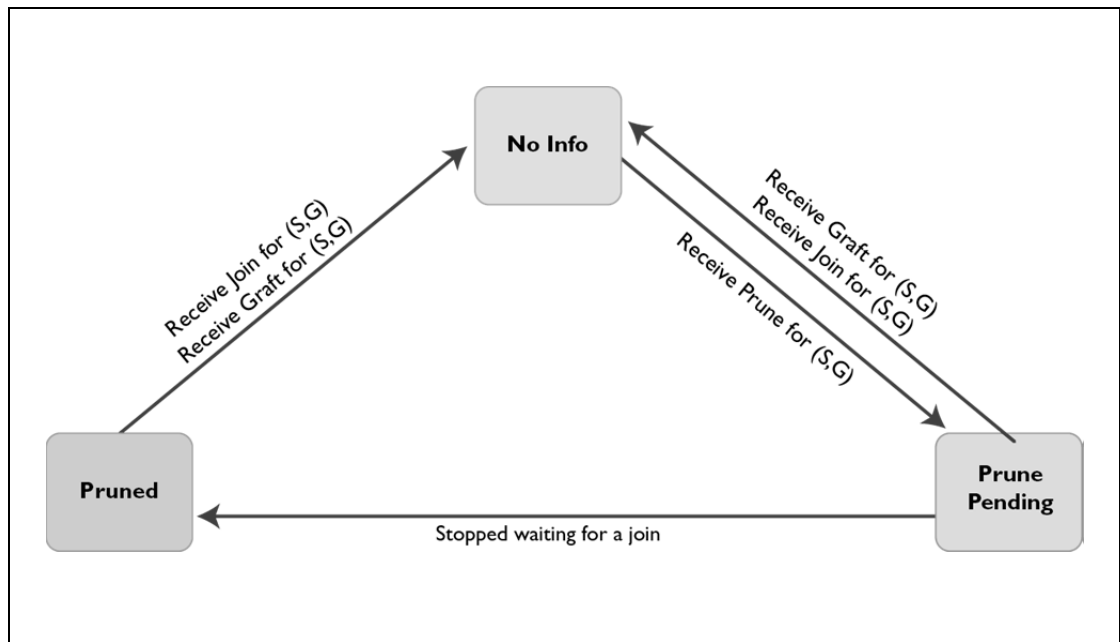 No Info
Receive Join for (S,G)
Receive Graft for (S,G)
Receive Graft for (S,G)
Receive Join for (S,G)
Receive Prune for (S,G)
Pruned
Prune
Pending
Stopped waiting for a join